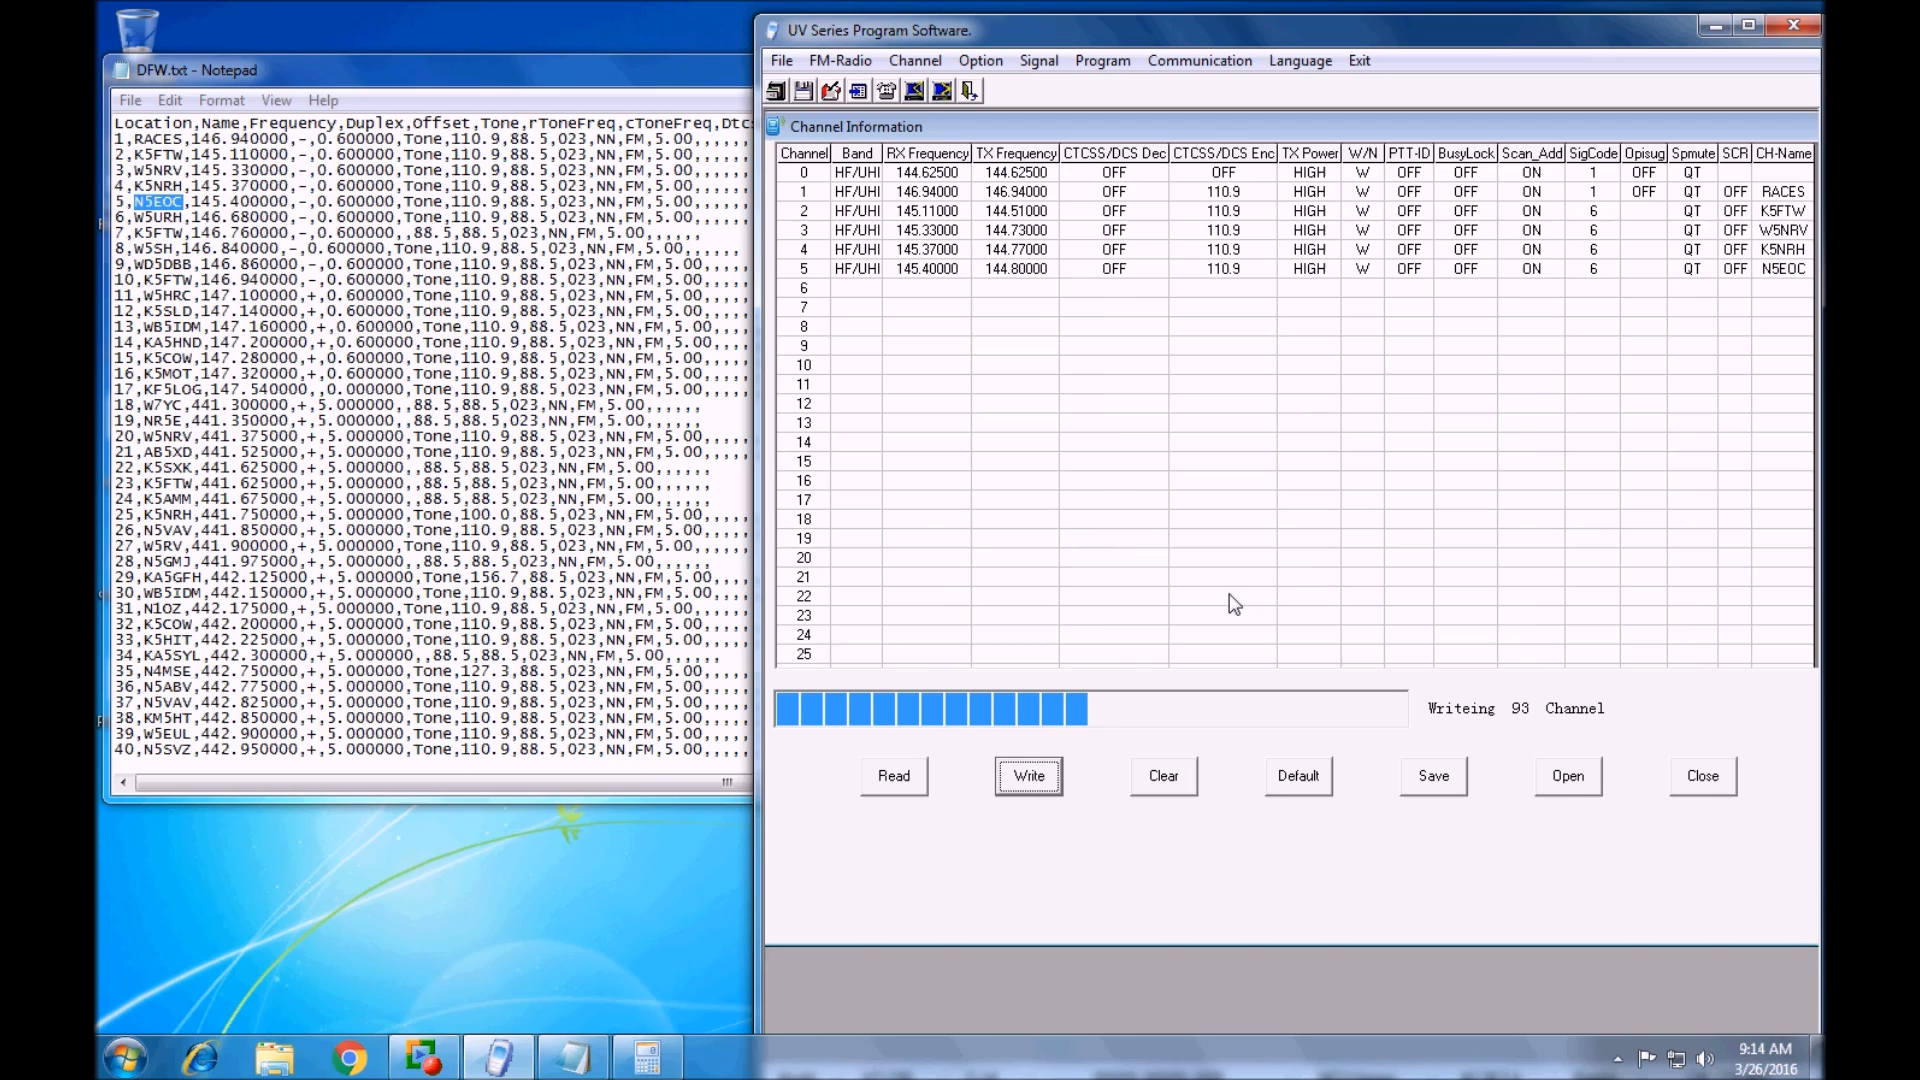 DFW.txt - Notepad
File Edit Format View Help
Location,Name,Frequency,Duplex,Offset,Tone,rToneFreq,cToneFreq,Dtcs
1,RACES,146.940000,-,0.600000,Tone,110.9,88.5,023,NN,FM,5.00,,,,,
2,K5FTW,145.110000,-,0.600000,Tone,110.9,88.5,023,NN,FM,5.00,,,,,
3,W5NRV,145.330000,-,0.600000,Tone,110.9,88.5,023,NN,FM,5.00,,,,,
4,K5NRH,145.370000,-,0.600000,Tone,110.9,88.5,023,NN,FM,5.00,,,,,
5,N5EOC,145.400000,-,0.600000,Tone,110.9,88.5,023,NN,FM,5.00,,,,,
6,W5URH,146.680000,-,0.600000,Tone,110.9,88.5,023,NN,FM,5.00,,,,,
7,K5FTW,146.760000,-,0.600000,,88.5,88.5,023,NN,FM,5.00,,,,,,
8,W5SH,146.840000,-,0.600000,Tone,110.9,88.5,023,NN,FM,5.00,,,,,,
9,WD5DBB,146.860000,-,0.600000,Tone,110.9,88.5,023,NN,FM,5.00,,,,
10,K5FTW,146.940000,-,0.600000,Tone,110.9,88.5,023,NN,FM,5.00,,,,,
11,W5HRC,147.100000,+,0.600000,Tone,110.9,88.5,023,NN,FM,5.00,,,,,
12,K5SLD,147.140000,+,0.600000,Tone,110.9,88.5,023,NN,FM,5.00,,,,,
13,WB5IDM,147.160000,+,0.600000,Tone,110.9,88.5,023,NN,FM,5.00,,,,
14,KA5HND,147.200000,+,0.600000,Tone,110.9,88.5,023,NN,FM,5.00,,,,
15,K5COW,147.280000,+,0.600000,Tone,110.9,88.5,023,NN,FM,5.00,,,,,
16,K5MOT,147.320000,+,0.600000,Tone,110.9,88.5,023,NN,FM,5.00,,,,,
17,KF5LOG,147.540000,,0.000000,Tone,110.9,88.5,023,NN,FM,5.00,,,,,
18,W7YC,441.300000,+,5.000000,,88.5,88.5,023,NN,FM,5.00,,,,,,
19,NR5E,441.350000,+,5.000000,,88.5,88.5,023,NN,FM,5.00,,,,,,
20,W5NRV,441.375000,+,5.000000,Tone,110.9,88.5,023,NN,FM,5.00,,,,,
21,AB5XD,441.525000,+,5.000000,Tone,110.9,88.5,023,NN,FM,5.00,,,,,
22,K5SXK,441.625000,+,5.000000,,88.5,88.5,023,NN,FM,5.00,,,,,,
23,K5FTW,441.625000,+,5.000000,,88.5,88.5,023,NN,FM,5.00,,,,,,
24,K5AMM,441.675000,+,5.000000,,88.5,88.5,023,NN,FM,5.00,,,,,,
25,K5NRH,441.750000,+,5.000000,Tone,100.0,88.5,023,NN,FM,5.00,,,,,
26,N5VAV,441.850000,+,5.000000,Tone,110.9,88.5,023,NN,FM,5.00,,,,,
27,W5RV,441.900000,+,5.000000,Tone,110.9,88.5,023,NN,FM,5.00,,,,,,
28,N5GMJ,441.975000,+,5.000000,,88.5,88.5,023,NN,FM,5.00,,,,,,
29,KA5GFH,442.125000,+,5.000000,Tone,156.7,88.5,023,NN,FM,5.00,,,,
30,WB5IDM,442.150000,+,5.000000,Tone,110.9,88.5,023,NN,FM,5.00,,,,
31,N1OZ,442.175000,+,5.000000,Tone,110.9,88.5,023,NN,FM,5.00,,,,,,
32,K5COW,442.200000,+,5.000000,Tone,110.9,88.5,023,NN,FM,5.00,,,,,
33,K5HIT,442.225000,+,5.000000,Tone,110.9,88.5,023,NN,FM,5.00,,,,,
34,KA5SYL,442.300000,+,5.000000,,88.5,88.5,023,NN,FM,5.00,,,,,,
35,N4MSE,442.750000,+,5.000000,Tone,127.3,88.5,023,NN,FM,5.00,,,,,
36,N5ABV,442.775000,+,5.000000,Tone,110.9,88.5,023,NN,FM,5.00,,,,,
37,N5VAV,442.825000,+,5.000000,Tone,110.9,88.5,023,NN,FM,5.00,,,,,
38,KM5HT,442.850000,+,5.000000,Tone,110.9,88.5,023,NN,FM,5.00,,,,,
39,W5EUL,442.900000,+,5.000000,Tone,110.9,88.5,023,NN,FM,5.00,,,,,
40,N5SVZ,442.950000,+,5.000000,Tone,110.9,88.5,023,NN,FM,5.00,,,,,
UV Series Program Software.
File FM-Radio Channel Option Signal Program Communication Language Exit
Channel Information
Channel Band RX Frequency TX Frequency CTCSS/DCS Dec CTCSS/DCS Enc TX Power W/N PTT-ID BusyLock Scan_Add SigCode Opisug Spmute SCR CH-Name
0 HF/UHI 144.62500 144.62500 OFF OFF HIGH W OFF OFF ON 1 OFF QT
1 HF/UHI 146.94000 146.94000 OFF 110.9 HIGH W OFF OFF ON 1 OFF QT OFF RACES
2 HF/UHI 145.11000 144.51000 OFF 110.9 HIGH W OFF OFF ON 6 QT OFF K5FTW
3 HF/UHI 145.33000 144.73000 OFF 110.9 HIGH W OFF OFF ON 6 QT OFF W5NRV
4 HF/UHI 145.37000 144.77000 OFF 110.9 HIGH W OFF OFF ON 6 QT OFF K5NRH
5 HF/UHI 145.40000 144.80000 OFF 110.9 HIGH W OFF OFF ON 6 QT OFF N5EOC
6
7
8
9
10
11
12
13
14
15
16
17
18
19
20
21
22
23
24
25
Writeing 93 Channel
Read Write Clear Default Save Open Close
9:14 AM
3/26/2016